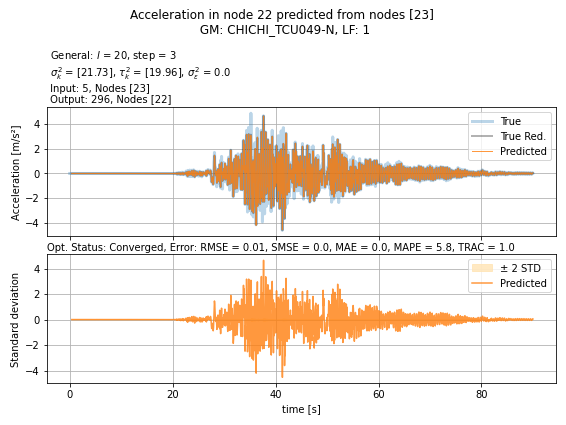 Acceleration in node 22 predicted from nodes [23]
GM: CHICHI_TCU049-N, LF: 1
General: l = 20, step = 3
σ²ₖ = [21.73], τ²ₖ = [19.96], σ²ε = 0.0
Input: 5, Nodes [23]
Output: 296, Nodes [22]
Acceleration [m/s²]
4
2
0
−2
−4
True
True Red.
Predicted
Opt. Status: Converged, Error: RMSE = 0.01, SMSE = 0.0, MAE = 0.0, MAPE = 5.8, TRAC = 1.0
Standard deviation
4
2
0
−2
−4
± 2 STD
Predicted
0 20 40 60 80
time [s]